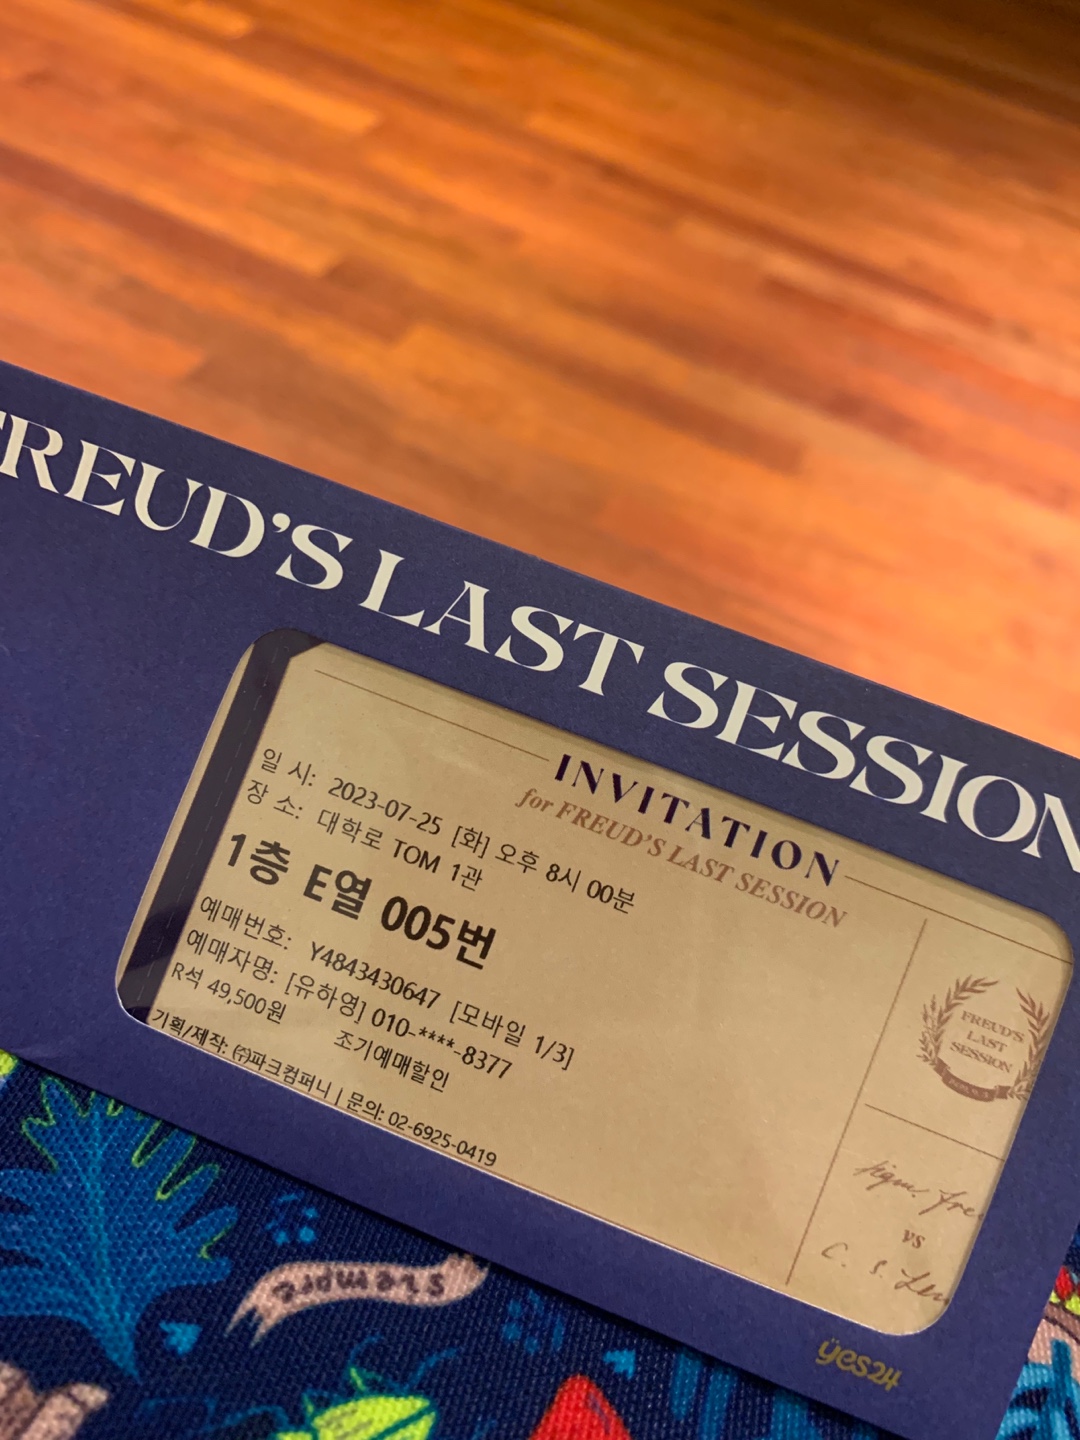 FREUD'S LAST SESSION
INVITATION
for FREUD'S LAST SESSION
일 시: 2023-07-25 [화] 오후 8시 00분
장 소: 대학로 TOM 1관
1층 E열 005번
예매번호: Y4843430647 [모바일 1/3]
예매자명: [유하영] 010-****-8377
R석 49,500원 조기예매할인
기획/제작: ㈜파크컴퍼니 | 문의: 02-6925-0419
FREUD'S
LAST
SESSION
vs
C. S.
yes24